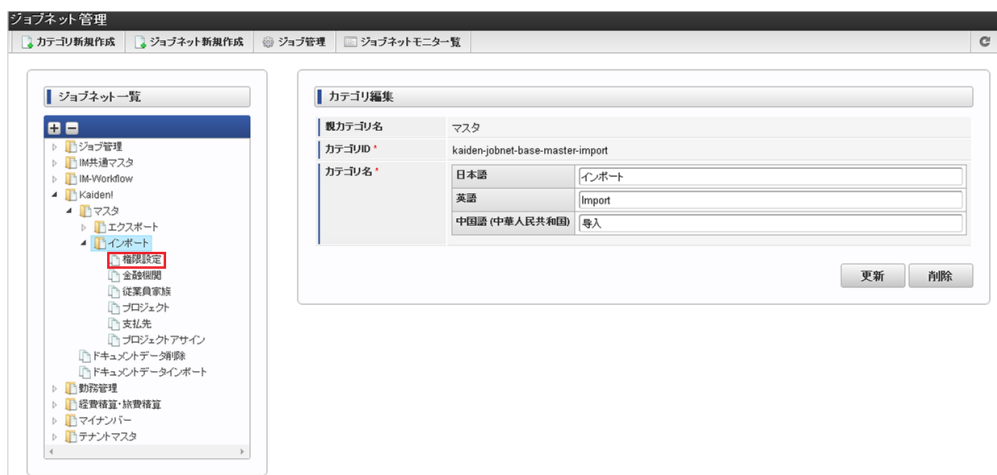 ジョブネット管理
カテゴリ新規作成 ジョブネット新規作成 ジョブ管理 ジョブネットモニター覧
ジョブネット一覧
ジョブ管理
IM共通マスタ
IM-Workflow
Kaiden!
マスタ
エクスポート
インポート
権限設定
金融機関
従業員家族
プロジェクト
支払先
プロジェクトアサイン
ドキュメントデータ削除
ドキュメントデータインポート
勤務管理
経費精算・旅費精算
マイナンバー
テナントマスタ
カテゴリ編集
親カテゴリ名 マスタ
カテゴリID * kaiden-jobnet-base-master-import
カテゴリ名 * 日本語 インポート
英語 Import
中国語 (中華人民共和国) 导入
更新 削除